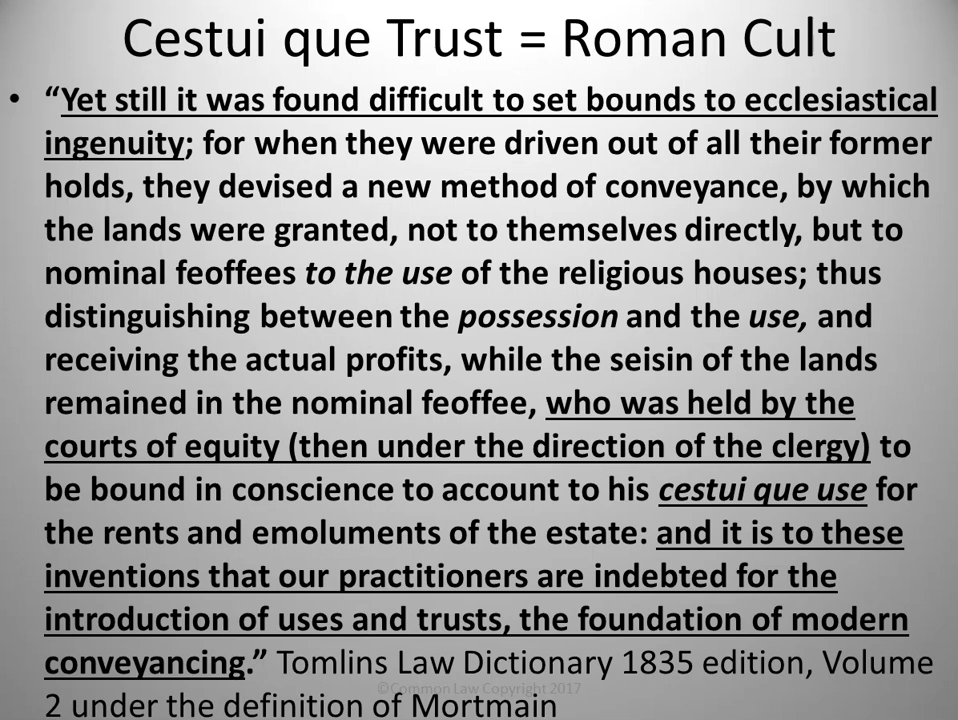 Cestui que Trust = Roman Cult
• “Yet still it was found difficult to set bounds to ecclesiastical
ingenuity; for when they were driven out of all their former
holds, they devised a new method of conveyance, by which
the lands were granted, not to themselves directly, but to
nominal feoffees to the use of the religious houses; thus
distinguishing between the possession and the use, and
receiving the actual profits, while the seisin of the lands
remained in the nominal feoffee, who was held by the
courts of equity (then under the direction of the clergy) to
be bound in conscience to account to his cestui que use for
the rents and emoluments of the estate: and it is to these
inventions that our practitioners are indebted for the
introduction of uses and trusts, the foundation of modern
conveyancing.” Tomlins Law Dictionary 1835 edition, Volume
©Common Law Copyright 2017
2 under the definition of Mortmain